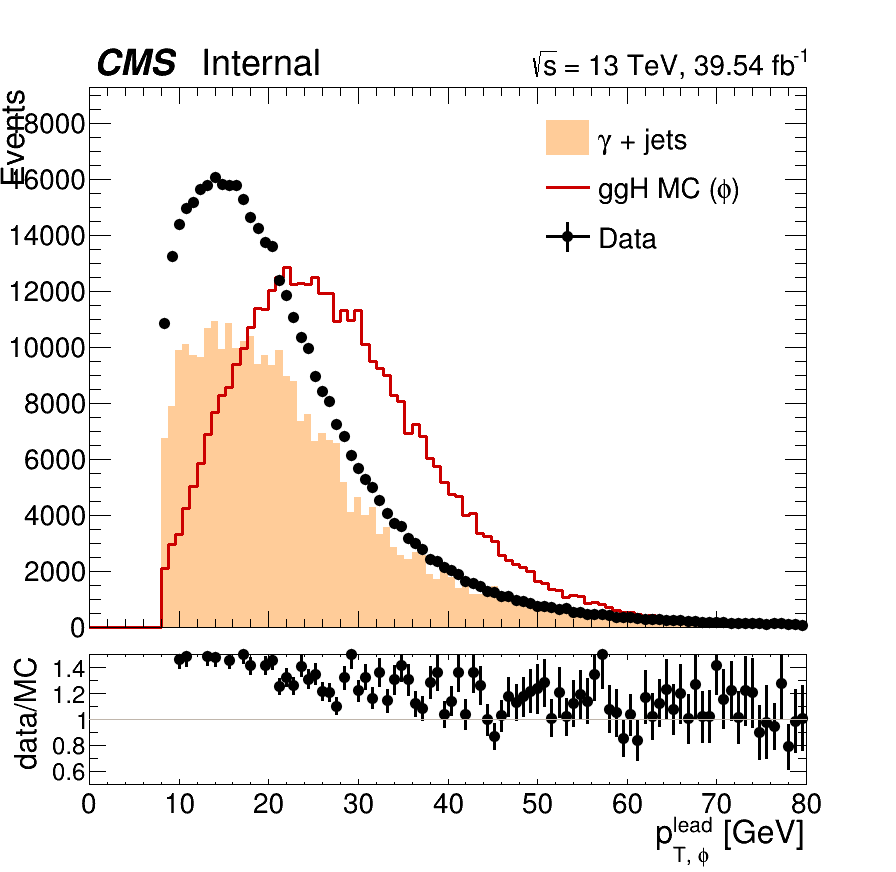 CMS Internal
√s = 13 TeV, 39.54 fb⁻¹
Events
γ + jets
ggH MC (ϕ)
Data
8000
16000
14000
12000
10000
8000
6000
4000
2000
0
data/MC
1.4
1.2
1
0.8
0.6
0 10 20 30 40 50 60 70 80
p_{T, ϕ}^{lead} [GeV]